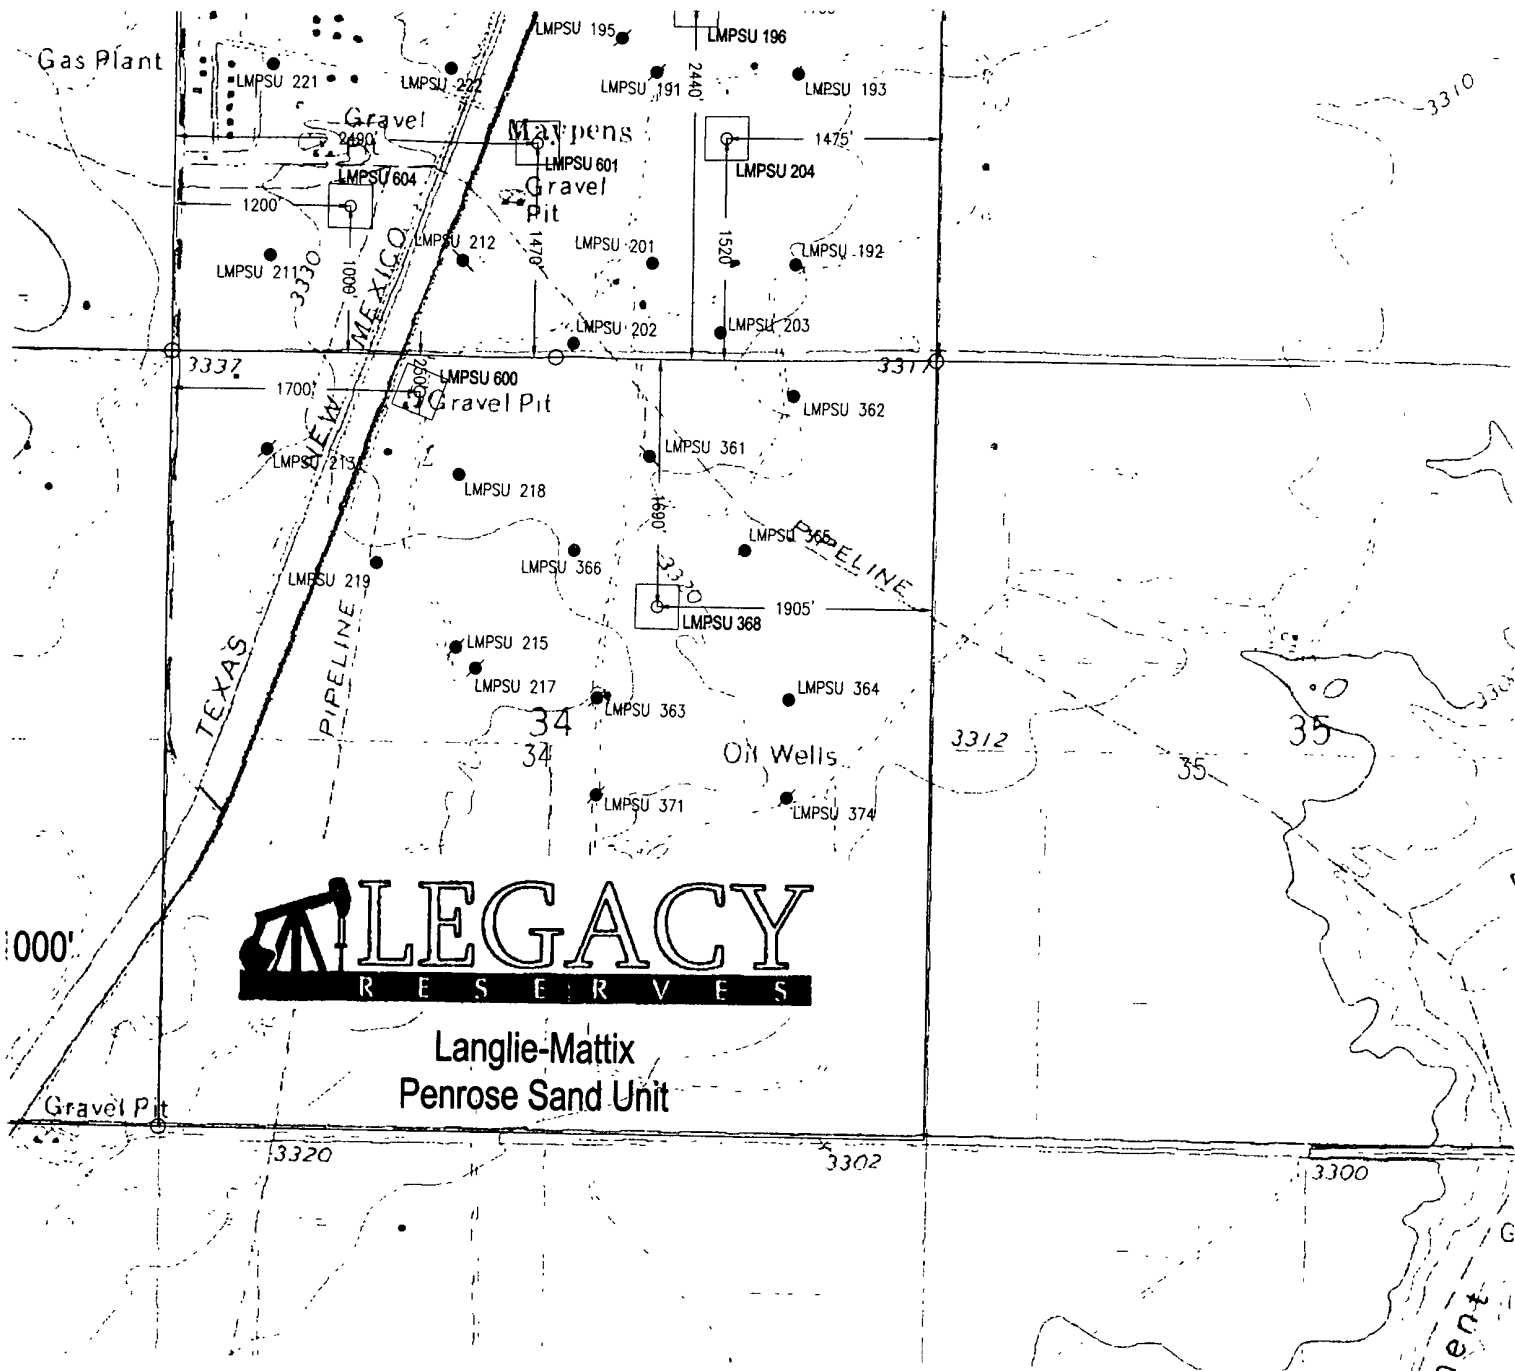 LMPSU 195
LMPSU 196
Gas Plant
LMPSU 221
LMPSU 222
LMPSU 191
2440'
LMPSU 193
3310
Gravel
Pit
2490'
Maypens
LMPSU 601
1475'
LMPSU 204
LMPSU 604
Gravel
Pit
1200'
LMPSU 211
3330
1000'
LMPSU 212
1470'
LMPSU 201
1520'
LMPSU 192
LMPSU 202
LMPSU 203
3337
3317
1700'
LMPSU 600
Gravel Pit
LMPSU 362
NEW MEXICO
LMPSU 213
LMPSU 361
LMPSU 218
1690'
LMPSU 365
PIPELINE
LMPSU 219
LMPSU 366
3320
1905'
LMPSU 368
TEXAS
PIPELINE
LMPSU 215
LMPSU 217
LMPSU 363
LMPSU 364
34
34
Oil Wells
3312
35
35
LMPSU 371
LMPSU 374
LEGACY
RESERVES
000'
Langlie-Mattix
Penrose Sand Unit
Gravel Pit
3320
3302
3300
G